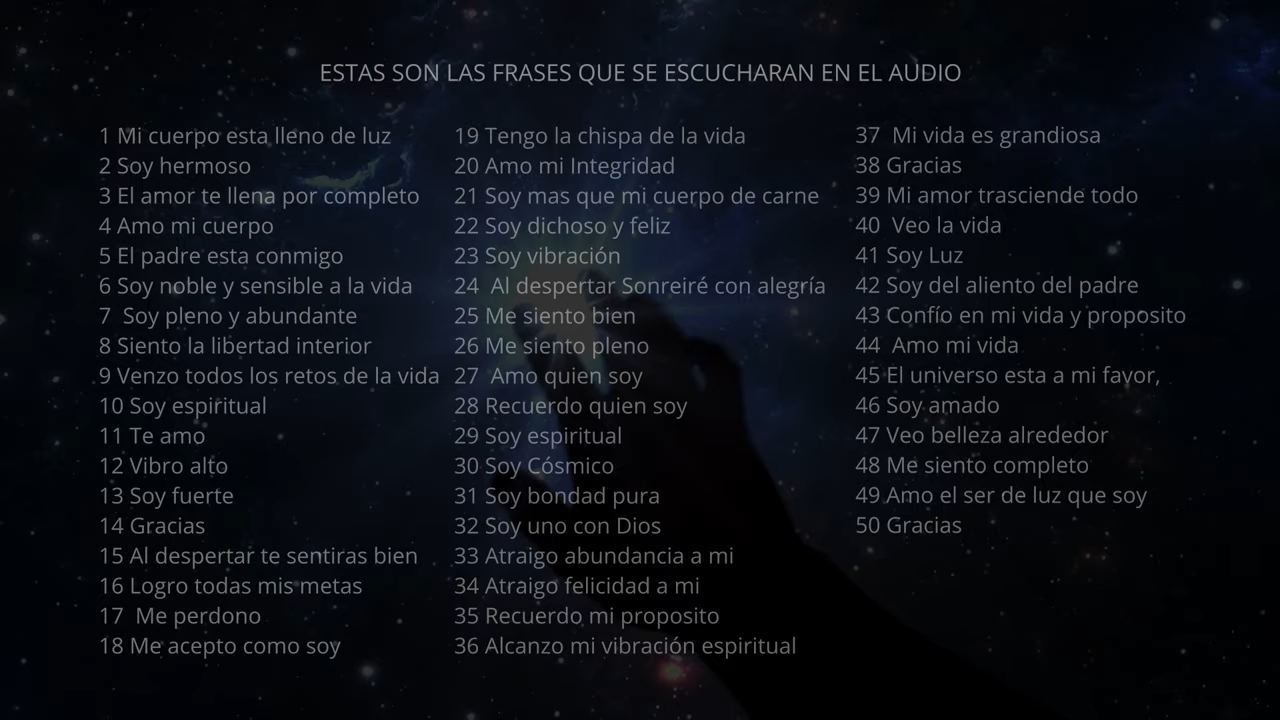 ESTAS SON LAS FRASES QUE SE ESCUCHARAN EN EL AUDIO
1 Mi cuerpo esta lleno de luz
2 Soy hermoso
3 El amor te llena por completo
4 Amo mi cuerpo
5 El padre esta conmigo
6 Soy noble y sensible a la vida
7 Soy pleno y abundante
8 Siento la libertad interior
9 Venzo todos los retos de la vida
10 Soy espiritual
11 Te amo
12 Vibro alto
13 Soy fuerte
14 Gracias
15 Al despertar te sentiras bien
16 Logro todas mis metas
17 Me perdono
18 Me acepto como soy
19 Tengo la chispa de la vida
20 Amo mi Integridad
21 Soy mas que mi cuerpo de carne
22 Soy dichoso y feliz
23 Soy vibración
24 Al despertar Sonreiré con alegría
25 Me siento bien
26 Me siento pleno
27 Amo quien soy
28 Recuerdo quien soy
29 Soy espiritual
30 Soy Cósmico
31 Soy bondad pura
32 Soy uno con Dios
33 Atraigo abundancia a mi
34 Atraigo felicidad a mi
35 Recuerdo mi proposito
36 Alcanzo mi vibración espiritual
37 Mi vida es grandiosa
38 Gracias
39 Mi amor trasciende todo
40 Veo la vida
41 Soy Luz
42 Soy del aliento del padre
43 Confío en mi vida y proposito
44 Amo mi vida
45 El universo esta a mi favor,
46 Soy amado
47 Veo belleza alrededor
48 Me siento completo
49 Amo el ser de luz que soy
50 Gracias